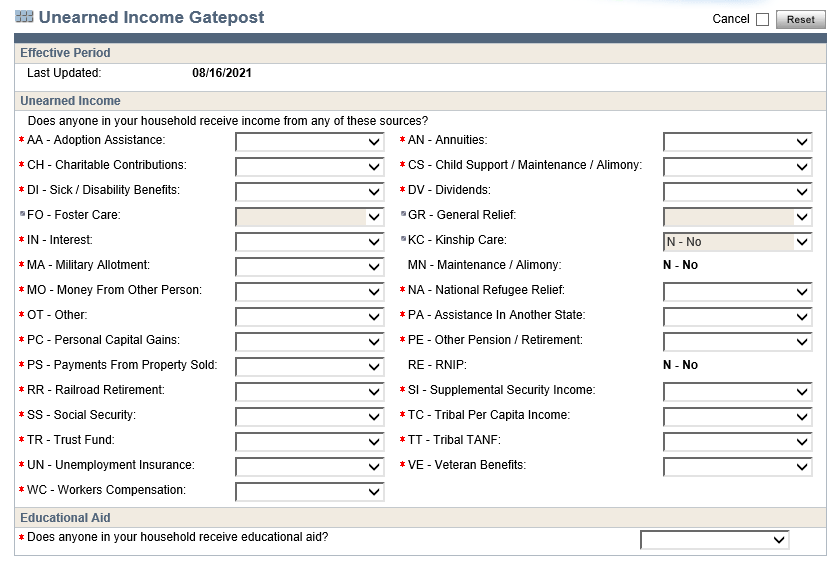 Unearned Income Gatepost Cancel Reset
Effective Period
Last Updated: 08/16/2021
Unearned Income
Does anyone in your household receive income from any of these sources?
* AA - Adoption Assistance: * AN - Annuities:
* CH - Charitable Contributions: * CS - Child Support / Maintenance / Alimony:
* DI - Sick / Disability Benefits: * DV - Dividends:
FO - Foster Care: GR - General Relief:
* IN - Interest: KC - Kinship Care: N - No
* MA - Military Allotment: MN - Maintenance / Alimony: N - No
* MO - Money From Other Person: * NA - National Refugee Relief:
* OT - Other: * PA - Assistance In Another State:
* PC - Personal Capital Gains: * PE - Other Pension / Retirement:
* PS - Payments From Property Sold: RE - RNIP: N - No
* RR - Railroad Retirement: * SI - Supplemental Security Income:
* SS - Social Security: * TC - Tribal Per Capita Income:
* TR - Trust Fund: * TT - Tribal TANF:
* UN - Unemployment Insurance: * VE - Veteran Benefits:
* WC - Workers Compensation:
Educational Aid
* Does anyone in your household receive educational aid?